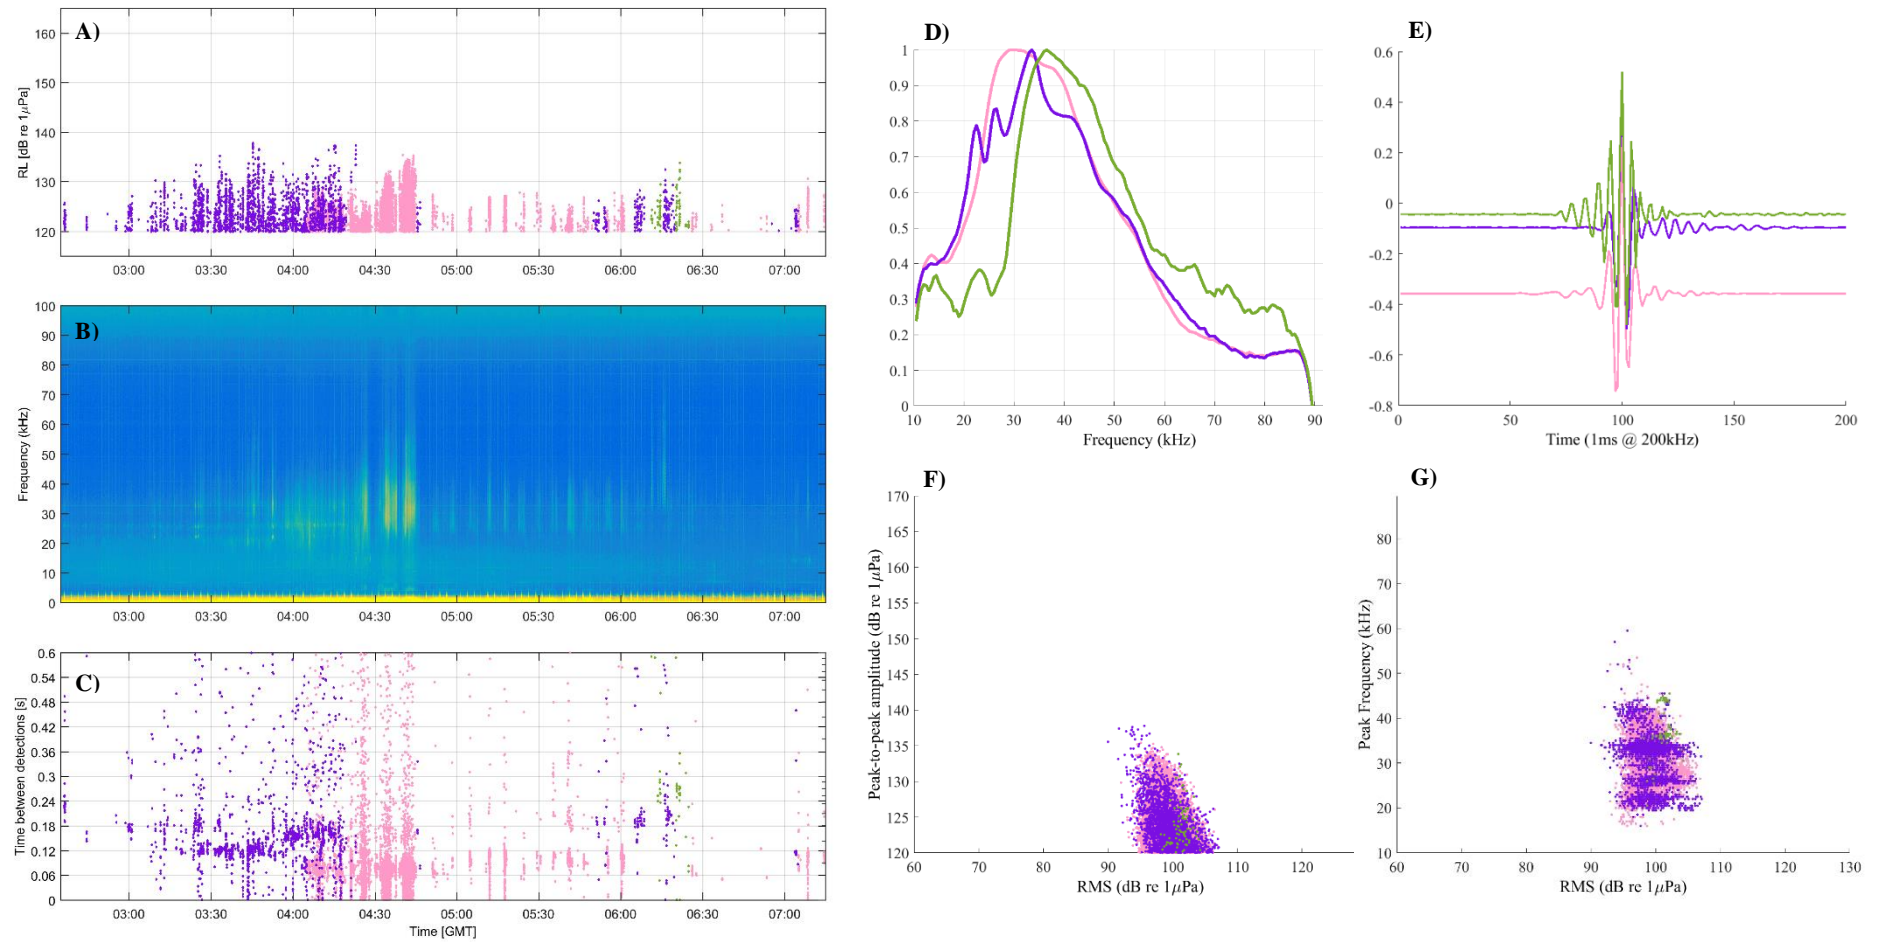 A)
RL [dB re 1μPa]
160
150
140
130
120
03:00 03:30 04:00 04:30 05:00 05:30 06:00 06:30 07:00
B)
Frequency (kHz)
100
90
80
70
60
50
40
30
20
10
0
03:00 03:30 04:00 04:30 05:00 05:30 06:00 06:30 07:00
C)
Time between detections [s]
0.6
0.54
0.48
0.42
0.36
0.3
0.24
0.18
0.12
0.06
0
03:00 03:30 04:00 04:30 05:00 05:30 06:00 06:30 07:00
Time [GMT]
D)
1
0.9
0.8
0.7
0.6
0.5
0.4
0.3
0.2
0.1
0
10 20 30 40 50 60 70 80 90
Frequency (kHz)
E)
0.6
0.4
0.2
0
-0.2
-0.4
-0.6
-0.8
0 50 100 150 200
Time (1ms @ 200kHz)
F)
Peak-to-peak amplitude (dB re 1μPa)
170
165
160
155
150
145
140
135
130
125
120
60 70 80 90 100 110 120
RMS (dB re 1μPa)
G)
Peak Frequency (kHz)
80
70
60
50
40
30
20
10
60 70 80 90 100 110 120 130
RMS (dB re 1μPa)